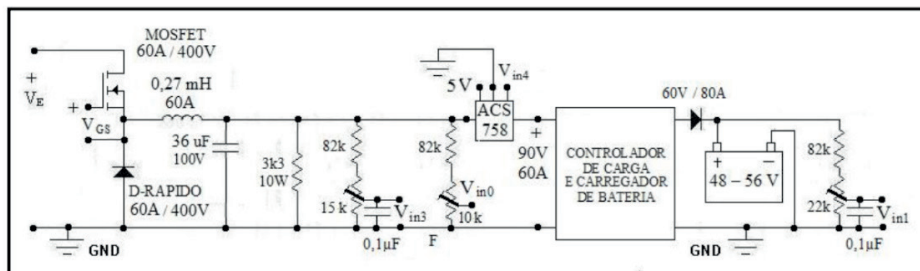 MOSFET
60A / 400V
+
V_E
+
V_GS
0,27 mH
60A
36 uF
100V
D-RAPIDO
60A / 400V
GND
3k3
10W
82k
15k
V_in3
0,1µF
82k
V_in0
10k
F
5V
V_in4
ACS
758
+
90V
60A
CONTROLADOR
DE CARGA
E CARREGADOR
DE BATERIA
60V / 80A
+ −
48 – 56 V
GND
82k
22k
V_in1
0,1µF